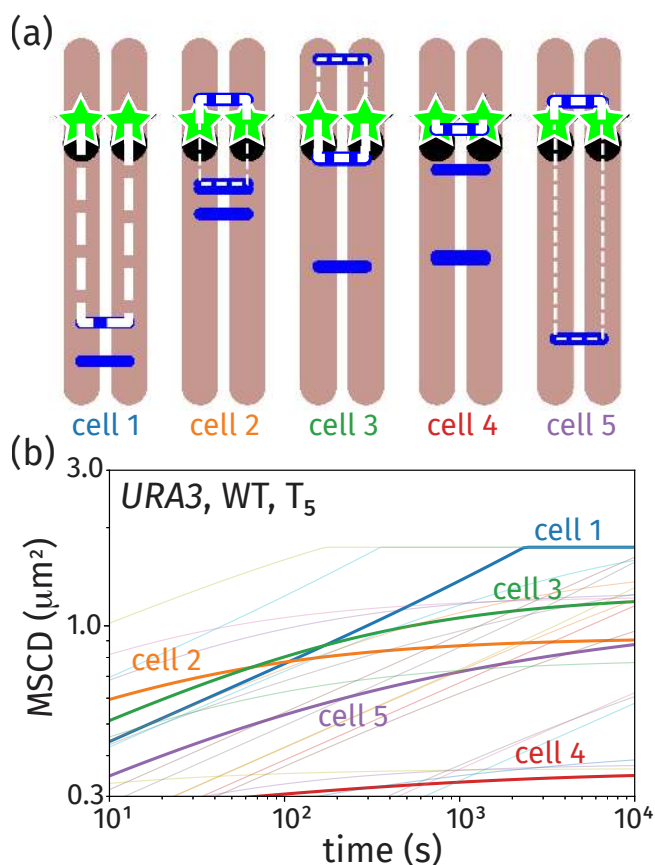 (a)
cell 1 cell 2 cell 3 cell 4 cell 5
(b)
3.0
URA3, WT, T₅
cell 1
cell 3
1.0
cell 2
cell 5
cell 4
0.3
MSCD (μm²)
10¹ 10² 10³ 10⁴
time (s)